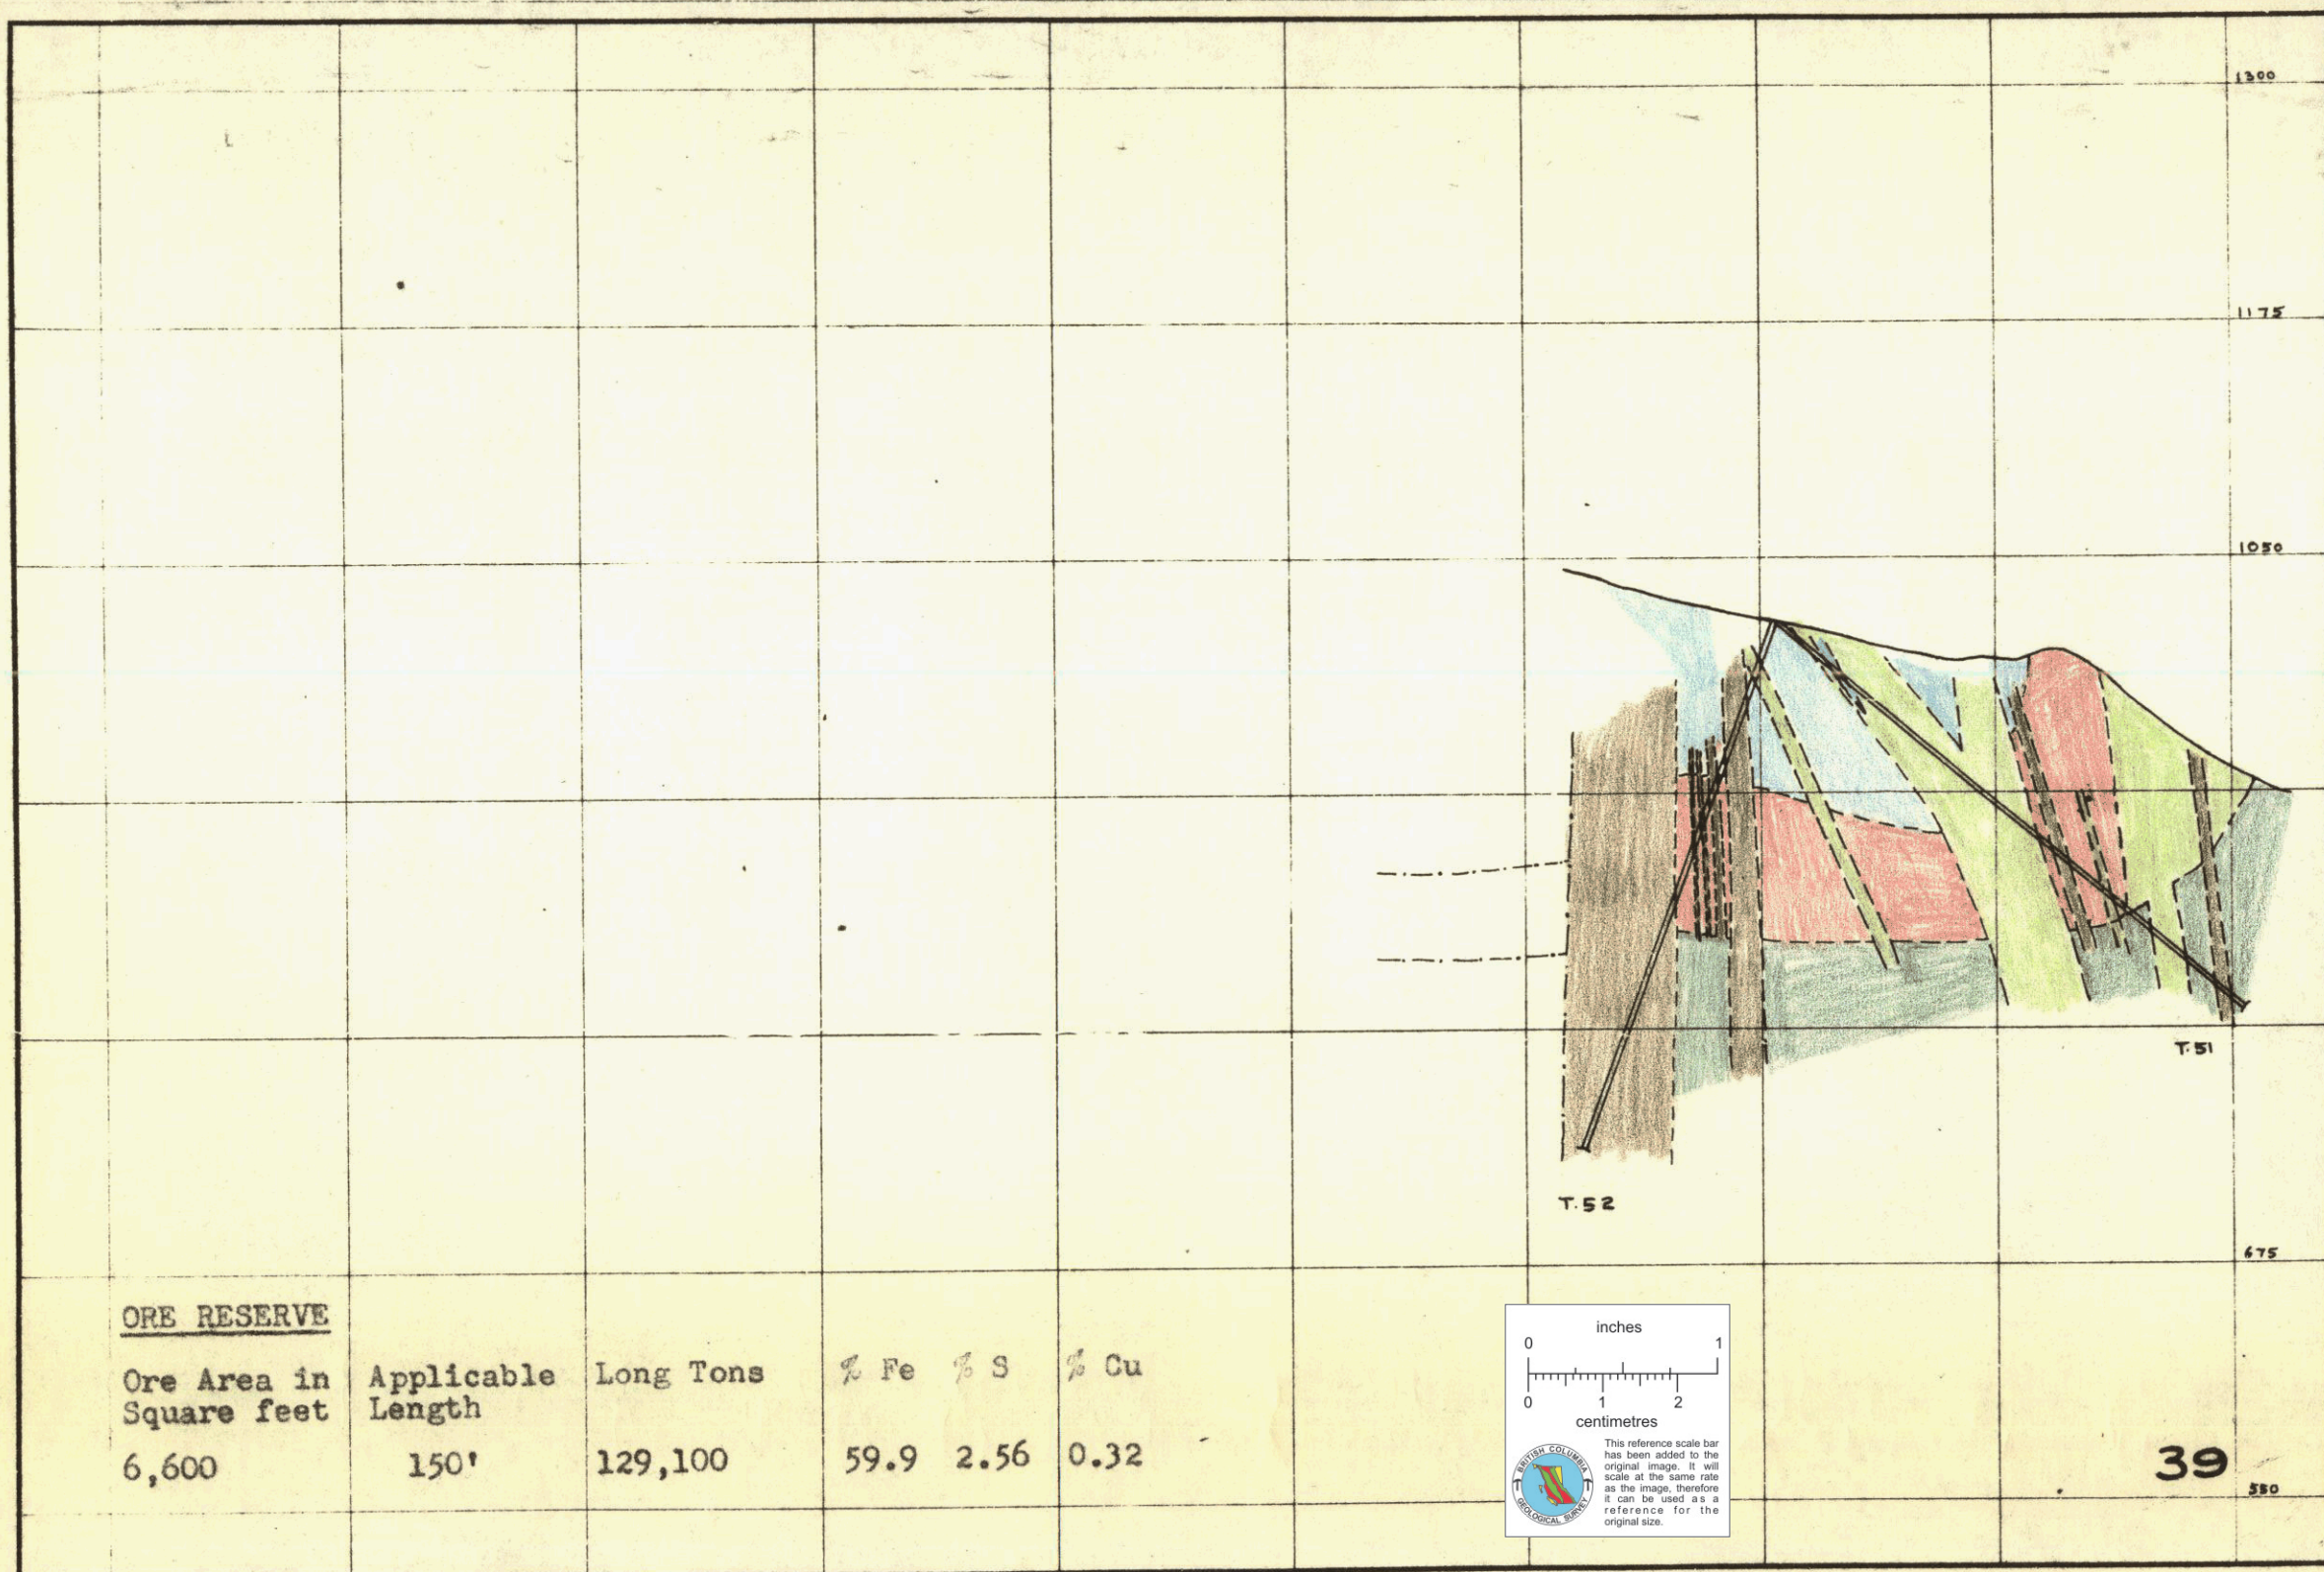 1300
1175
1050
T.51
T.52
675
ORE RESERVE
Ore Area in Square feet
Applicable Length
Long Tons
% Fe
% S
% Cu
6,600
150'
129,100
59.9
2.56
0.32
inches
0 1
0 1 2
centimetres
BRITISH COLUMBIA
GEOLOGICAL SURVEY
This reference scale bar
has been added to the
original image. It will
scale at the same rate
as the image, therefore
it can be used as a
reference for the
original size.
39
550